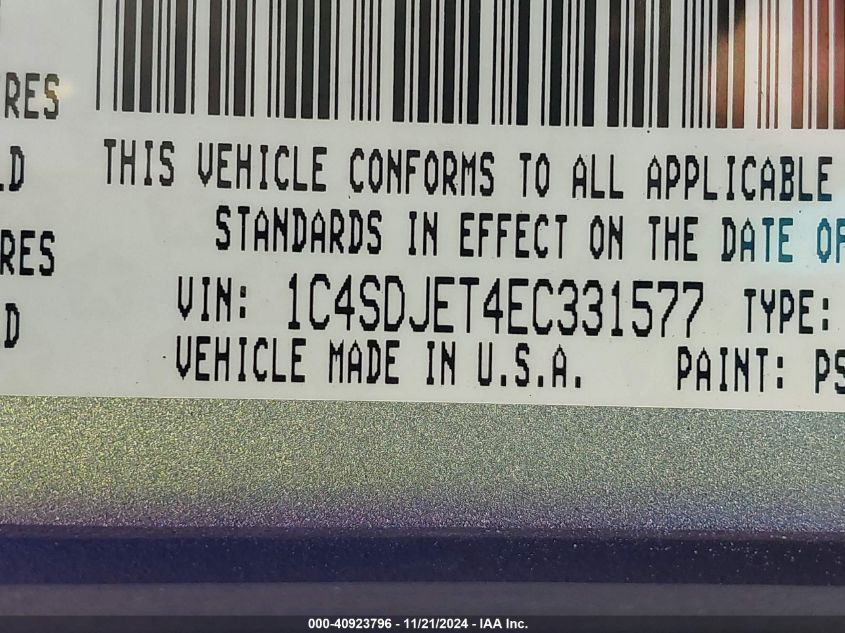 RES
LD
RES
D
THIS VEHICLE CONFORMS TO ALL APPLICABLE
STANDARDS IN EFFECT ON THE DATE OF
VIN: 1C4SDJET4EC331577 TYPE:
VEHICLE MADE IN U.S.A. PAINT: PS
000-40923796 - 11/21/2024 - IAA Inc.